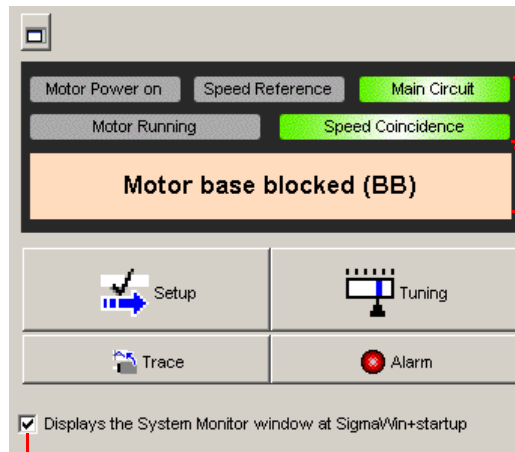 Motor Power on Speed Reference Main Circuit
Motor Running Speed Coincidence
Motor base blocked (BB)
Setup Tuning
Trace Alarm
Displays the System Monitor window at SigmaWin+startup